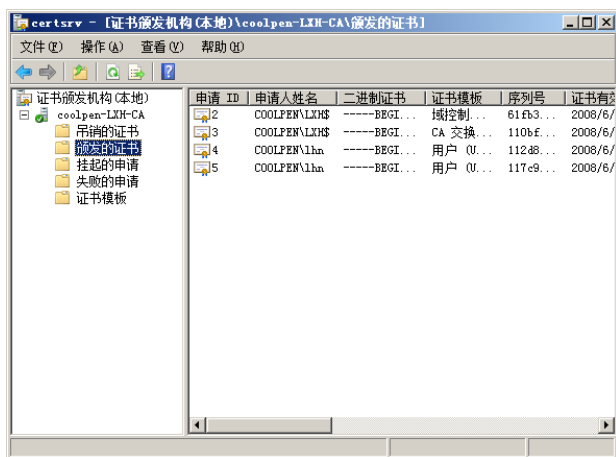 certsrv - [证书颁发机构(本地)\coolpen-LXH-CA\颁发的证书]
文件(F) 操作(A) 查看(V) 帮助(H)
证书颁发机构(本地)
coolpen-LXH-CA
吊销的证书
颁发的证书
挂起的申请
失败的申请
证书模板
申请 ID 申请人姓名 二进制证书 证书模板 序列号 证书有效
2 COOLPEN\LXH$ -----BEGI... 域控制... 61fb3... 2008/6/
3 COOLPEN\LXH$ -----BEGI... CA 交换... 110bf... 2008/6/
4 COOLPEN\lhn -----BEGI... 用户 (U... 112d8... 2008/6/
5 COOLPEN\lhn -----BEGI... 用户 (U... 117c9... 2008/6/